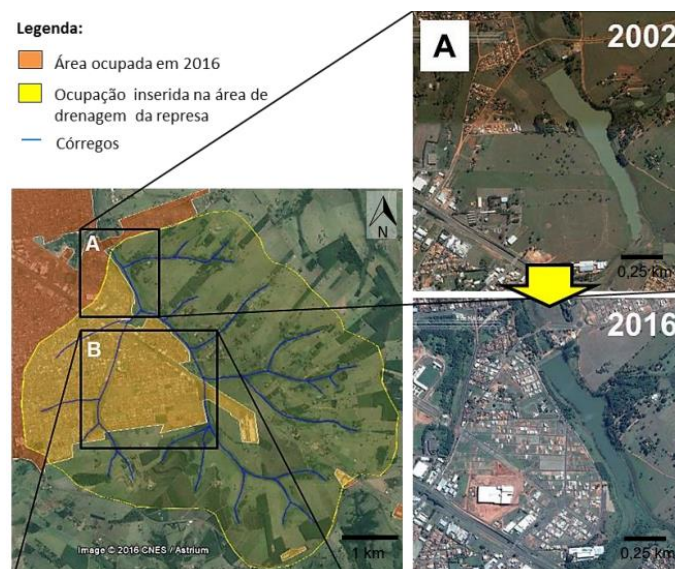 Legenda:
Área ocupada em 2016
Ocupação inserida na área de
drenagem da represa
Córregos
A
2002
0,25 km
N
A
B
2016
Image © 2016 CNES / Astrium
1 km
0,25 km